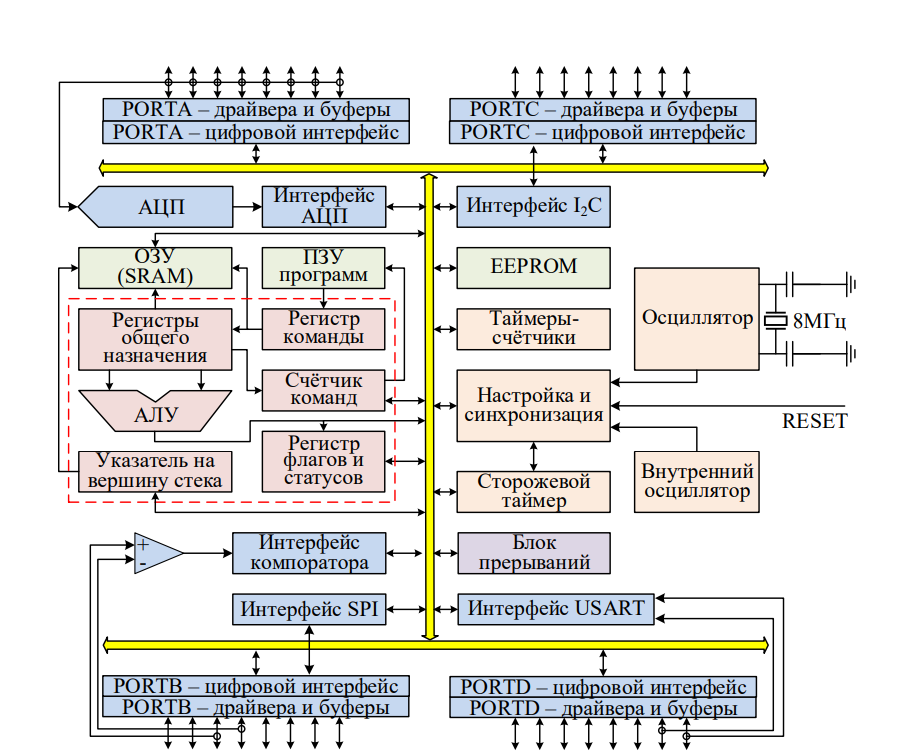 PORTA – драйвера и буферы
PORTA – цифровой интерфейс
PORTC – драйвера и буферы
PORTC – цифровой интерфейс
АЦП
Интерфейс
АЦП
Интерфейс I2C
ОЗУ
(SRAM)
ПЗУ
программ
EEPROM
Регистры
общего
назначения
Регистр
команды
Таймеры-
счётчики
Осциллятор
8МГц
АЛУ
Счётчик
команд
Настройка и
синхронизация
RESET
Указатель на
вершину стека
Регистр
флагов и
статусов
Сторожевой
таймер
Внутренний
осциллятор
+
-
Интерфейс
компоратора
Блок
прерываний
Интерфейс SPI
Интерфейс USART
PORTB – цифровой интерфейс
PORTB – драйвера и буферы
PORTD – цифровой интерфейс
PORTD – драйвера и буферы